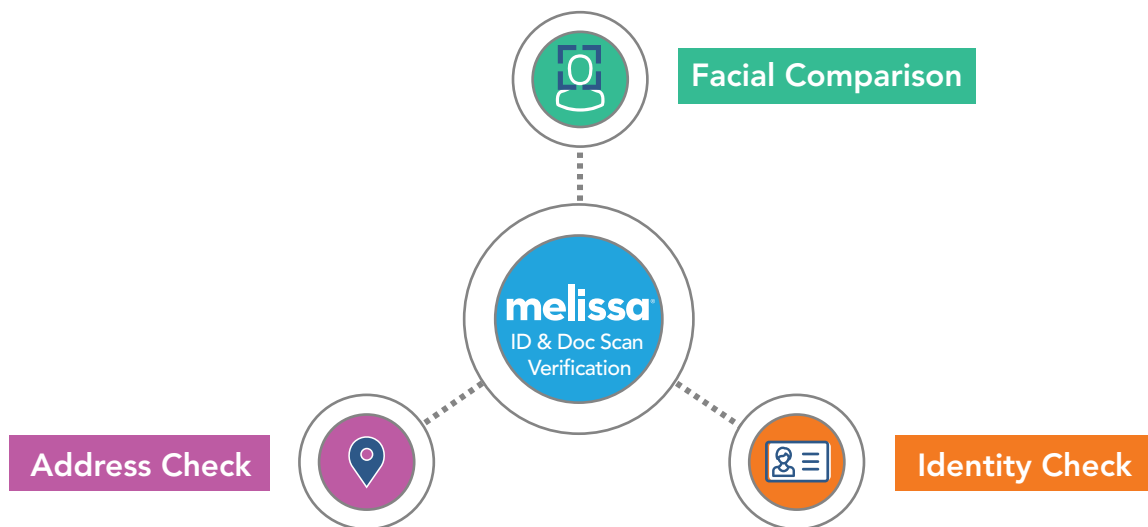 Facial Comparison
melissa®
ID & Doc Scan
Verification
Address Check
Identity Check